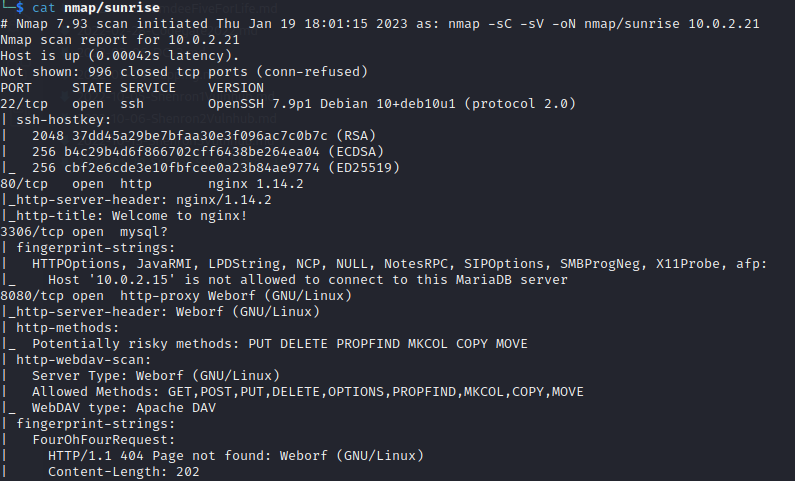 └─$ cat nmap/sunrise
# Nmap 7.93 scan initiated Thu Jan 19 18:01:15 2023 as: nmap -sC -sV -oN nmap/sunrise 10.0.2.21
Nmap scan report for 10.0.2.21
Host is up (0.00042s latency).
Not shown: 996 closed tcp ports (conn-refused)
PORT     STATE SERVICE    VERSION
22/tcp   open  ssh        OpenSSH 7.9p1 Debian 10+deb10u1 (protocol 2.0)
| ssh-hostkey:
|   2048 37dd45a29be7bfaa30e3f096ac7c0b7c (RSA)
|   256 b4c29b4d6f866702cff6438be264ea04 (ECDSA)
|_  256 cbf2e6cde3e10fbfcee0a23b84ae9774 (ED25519)
80/tcp   open  http       nginx 1.14.2
|_http-server-header: nginx/1.14.2
|_http-title: Welcome to nginx!
3306/tcp open  mysql?
| fingerprint-strings:
|   HTTPOptions, JavaRMI, LPDString, NCP, NULL, NotesRPC, SIPOptions, SMBProgNeg, X11Probe, afp:
|_    Host '10.0.2.15' is not allowed to connect to this MariaDB server
8080/tcp open  http-proxy Weborf (GNU/Linux)
|_http-server-header: Weborf (GNU/Linux)
| http-methods:
|_  Potentially risky methods: PUT DELETE PROPFIND MKCOL COPY MOVE
| http-webdav-scan:
|   Server Type: Weborf (GNU/Linux)
|   Allowed Methods: GET,POST,PUT,DELETE,OPTIONS,PROPFIND,MKCOL,COPY,MOVE
|_  WebDAV type: Apache DAV
| fingerprint-strings:
|   FourOhFourRequest:
|     HTTP/1.1 404 Page not found: Weborf (GNU/Linux)
|     Content-Length: 202